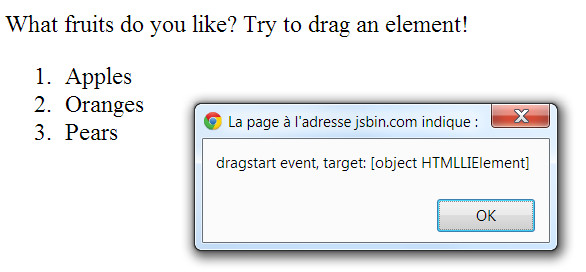 What fruits do you like? Try to drag an element!
1. Apples
2. Oranges
3. Pears
La page à l'adresse jsbin.com indique :
X
dragstart event, target: [object HTMLLIElement]
OK